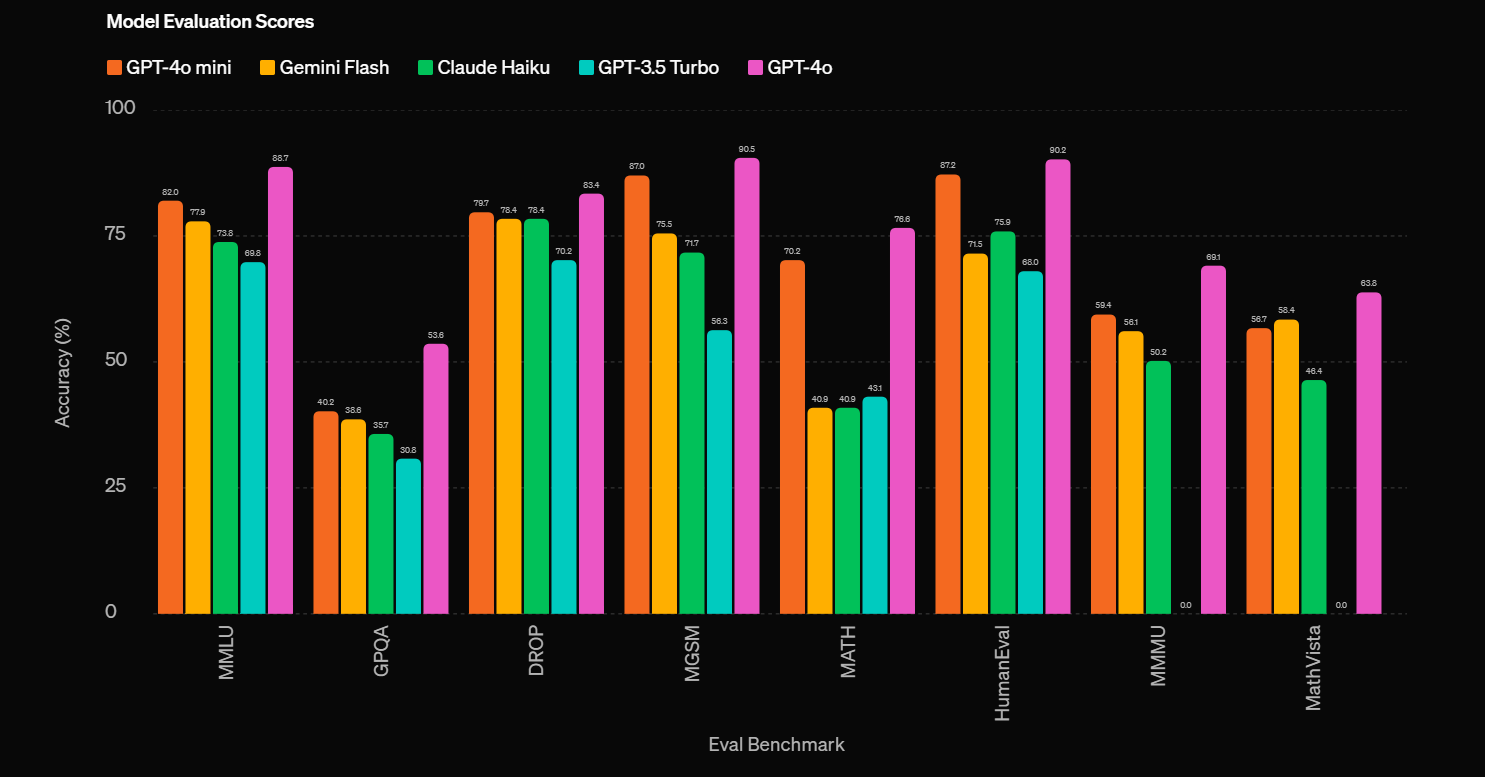 Model Evaluation Scores
GPT-4o mini Gemini Flash Claude Haiku GPT-3.5 Turbo GPT-4o
100
75
50
25
0
Accuracy (%)
82.0 77.9 73.8 69.8 88.7
40.2 38.6 35.7 30.8 53.6
79.7 78.4 78.4 70.2 83.4
87.0 75.5 71.7 56.3 90.5
70.2 40.9 40.9 43.1 76.6
87.2 71.5 75.9 68.0 90.2
59.4 56.1 50.2 0.0 69.1
56.7 58.4 46.4 0.0 63.8
MMLU
GPQA
DROP
MGSM
MATH
HumanEval
MMMU
MathVista
Eval Benchmark